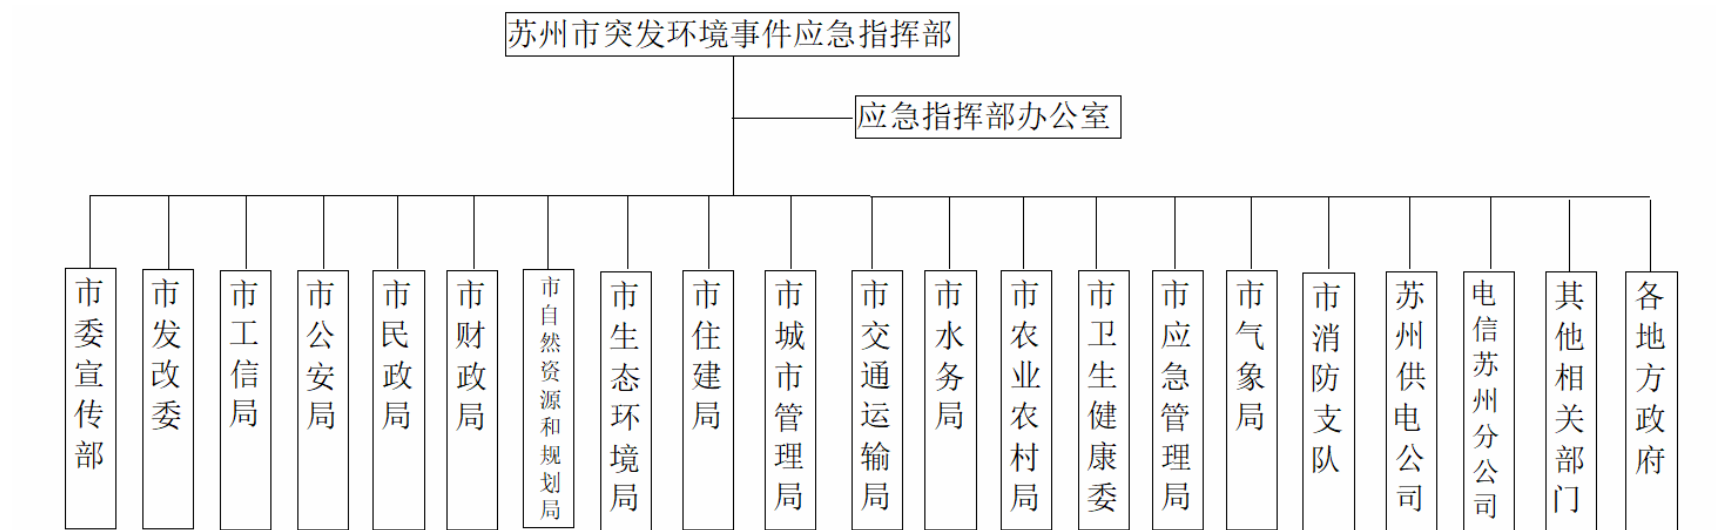 苏州市突发环境事件应急指挥部
应急指挥部办公室
市委宣传部
市发改委
市工信局
市公安局
市民政局
市财政局
市自然资源和规划局
市生态环境局
市住建局
市城市管理局
市交通运输局
市水务局
市农业农村局
市卫生健康委
市应急管理局
市气象局
市消防支队
苏州供电公司
电信苏州分公司
其他相关部门
各地方政府